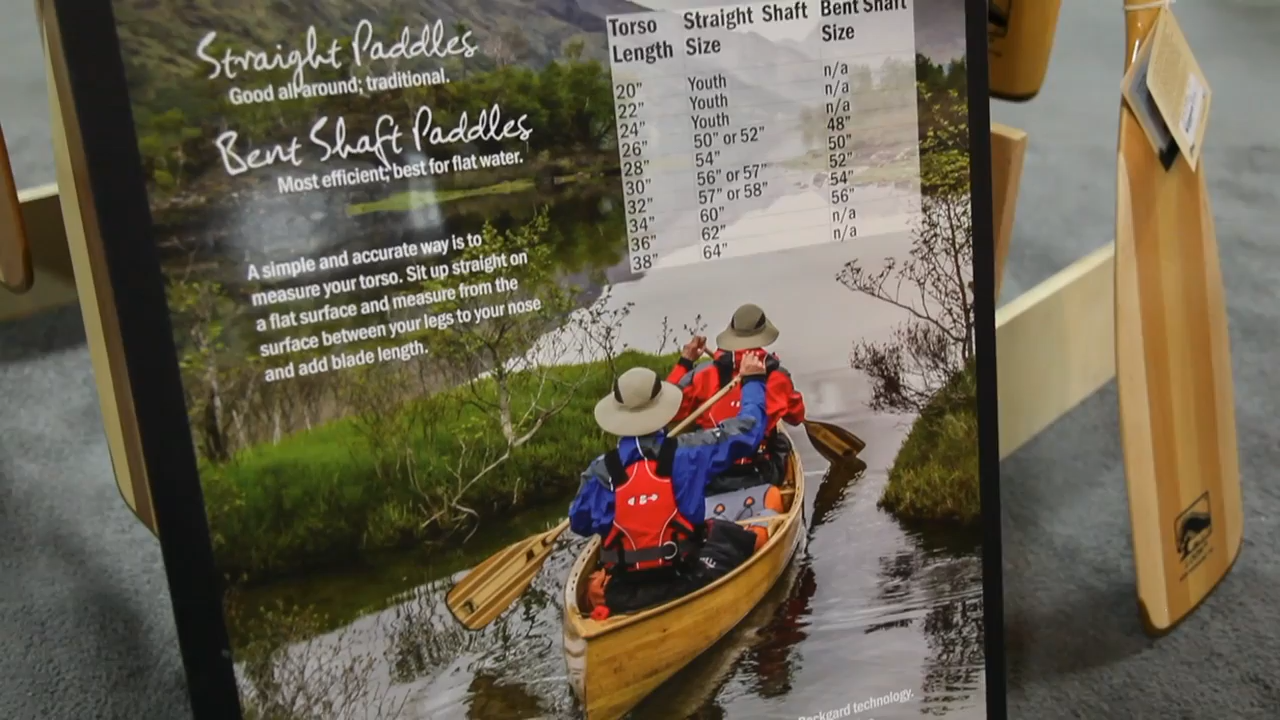 Straight Paddles
Good all around; traditional.
Bent Shaft Paddles
Most efficient; best for flat water.
A simple and accurate way is to
measure your torso. Sit up straight on
a flat surface and measure from the
surface between your legs to your nose
and add blade length.
Torso Length Straight Shaft Size Bent Shaft Size
20" Youth n/a
22" Youth n/a
24" Youth n/a
26" 50" or 52" 48"
28" 54" 50"
30" 56" or 57" 52"
32" 57" or 58" 54"
34" 60" 56"
36" 62" n/a
38" 64" n/a
Rockgard technology.